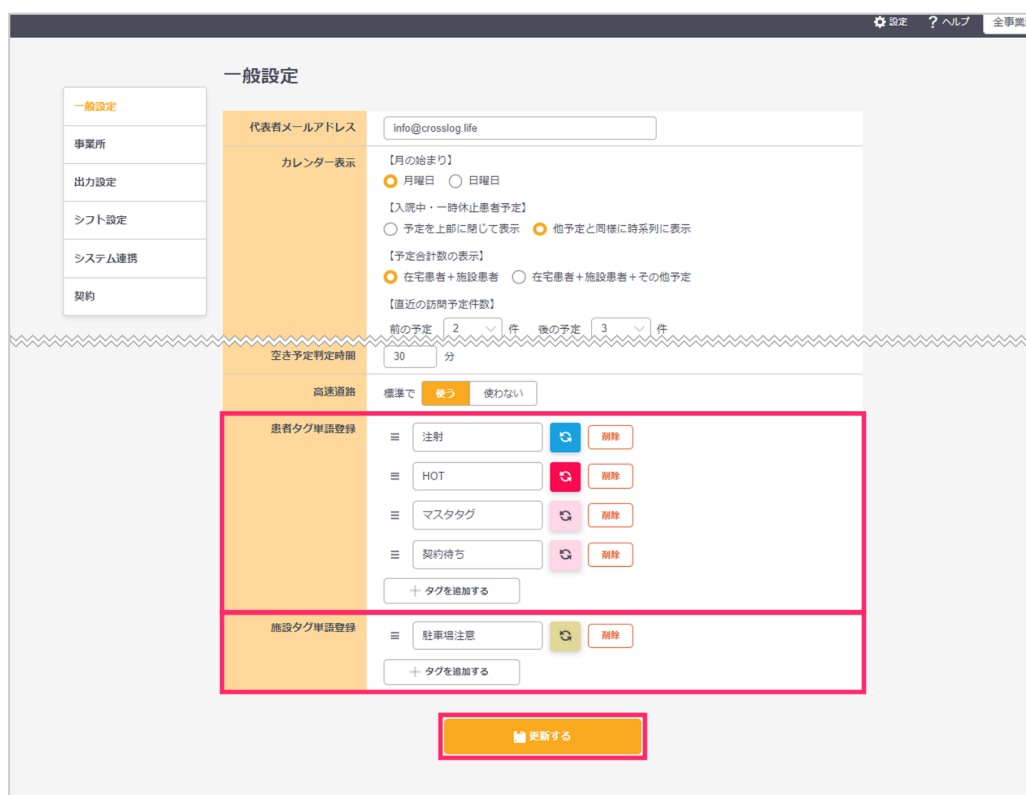 設定 ? ヘルプ 全事業
一般設定
一般設定
事業所
出力設定
シフト設定
システム連携
契約
代表者メールアドレス info@crosslog.life
カレンダー表示 【月の始まり】
月曜日 日曜日
【入院中・一時休止患者予定】
予定を上部に閉じて表示 他予定と同様に時系列に表示
【予定合計数の表示】
在宅患者+施設患者 在宅患者+施設患者+その他予定
【直近の訪問予定件数】
前の予定 2 件 後の予定 3 件
空き予定判定時間 30 分
高速道路 標準で 使う 使わない
患者タグ単語登録 注射 削除
HOT 削除
マスタタグ 削除
契約待ち 削除
+ タグを追加する
施設タグ単語登録 駐車場注意 削除
+ タグを追加する
更新する